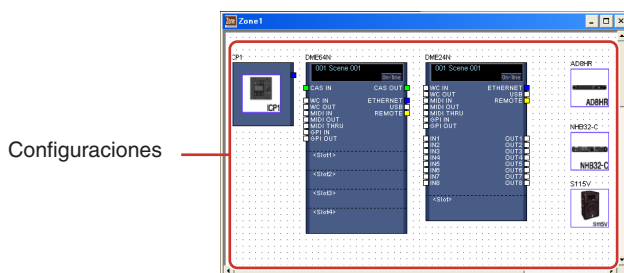 Zone1
CP1
ICP1
DME64N
001 Scene 001
On-line
CAS IN CAS OUT
WC IN ETHERNET
WC OUT USB
MIDI IN REMOTE
MIDI OUT
MIDI THRU
GPI IN
GPI OUT
<Slot1>
<Slot2>
<Slot3>
<Slot4>
DME24N
001 Scene 001
On-line
WC IN ETHERNET
WC OUT USB
MIDI IN REMOTE
MIDI OUT
MIDI THRU
GPI IN
GPI OUT
IN1 OUT1
IN2 OUT2
IN3 OUT3
IN4 OUT4
IN5 OUT5
IN6 OUT6
IN7 OUT7
IN8 OUT8
<Slot>
AD8HR
AD8HR
NHB32-C
NHB32-C
S115V
S115V
Configuraciones